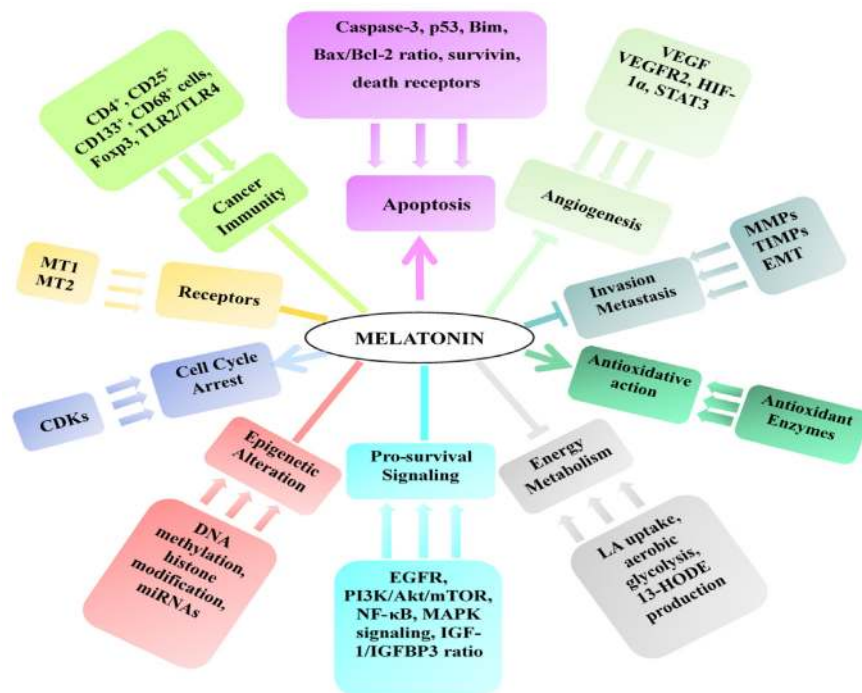 Caspase-3, p53, Bim,
Bax/Bcl-2 ratio, survivin,
death receptors
VEGF
VEGFR2, HIF-
1α, STAT3
CD4⁺, CD25⁺
CD133⁺, CD68⁺ cells,
Foxp3, TLR2/TLR4
Cancer
Immunity
Apoptosis
Angiogenesis
MMPs
TIMPs
EMT
MT1
MT2
Receptors
Invasion
Metastasis
MELATONIN
CDKs
Cell Cycle
Arrest
Antioxidative
action
Antioxidant
Enzymes
Epigenetic
Alteration
Pro-survival
Signaling
Energy
Metabolism
DNA
methylation,
histone
modification,
miRNAs
EGFR,
PI3K/Akt/mTOR,
NF-κB, MAPK
signaling, IGF-
1/IGFBP3 ratio
LA uptake,
aerobic
glycolysis,
13-HODE
production